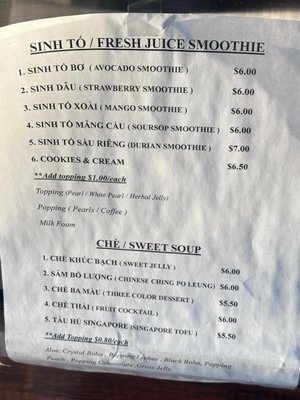 SINH TỐ / FRESH JUICE SMOOTHIE
1. SINH TỐ BƠ ( AVOCADO SMOOTHIE ) $6.00
2. SINH DÂU ( STRAWBERRY SMOOTHIE ) $6.00
3. SINH TỐ XOÀI ( MANGO SMOOTHIE ) $6.00
4. SINH TỐ MÃNG CẦU ( SOURSOP SMOOTHIE ) $6.00
5. SINH TỐ SẦU RIÊNG (DURIAN SMOOTHIE ) $7.00
6. COOKIES & CREAM $6.50
**Add topping $1.00/each
Topping (Pearl / White Pearl / Herbal Jelly)
Popping ( Pearls / Coffee )
Milk Foam
CHÈ / SWEET SOUP
1. CHÈ KHÚC BẠCH ( SWEET JELLY ) $6.00
2. SÂM BỔ LƯỢNG ( CHINESE CHING PO LEUNG) $6.00
3. CHÈ BA MÀU ( THREE COLOR DESSERT ) $5.50
4. CHÈ THÁI ( FRUIT COCKTAIL ) $6.00
5. TÀU HỦ SINGAPORE (SINGAPORE TOFU ) $5.50
**Add Topping $0.80/each
Aloe, Crystal Boba , Popping Lychee , Black Boba, Popping
Peach , Popping Cahocolate , Grass Jelly